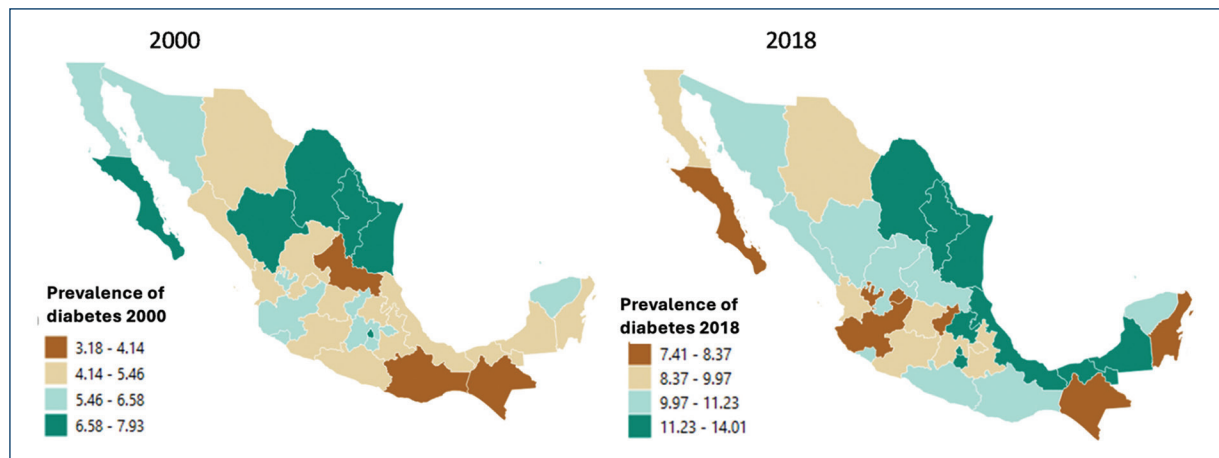 2000
2018
Prevalence of
diabetes 2000
3.18 - 4.14
4.14 - 5.46
5.46 - 6.58
6.58 - 7.93
Prevalence of
diabetes 2018
7.41 - 8.37
8.37 - 9.97
9.97 - 11.23
11.23 - 14.01